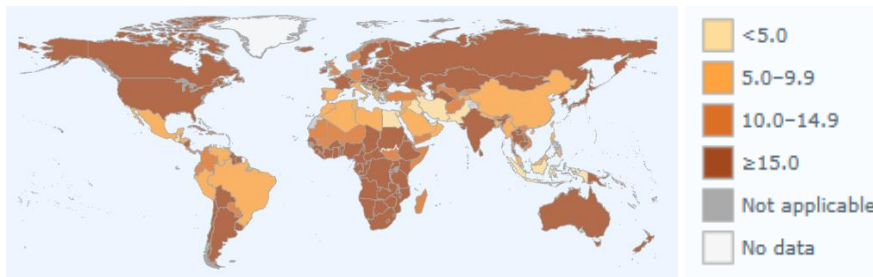 <5.0
5.0–9.9
10.0–14.9
≥15.0
Not applicable
No data